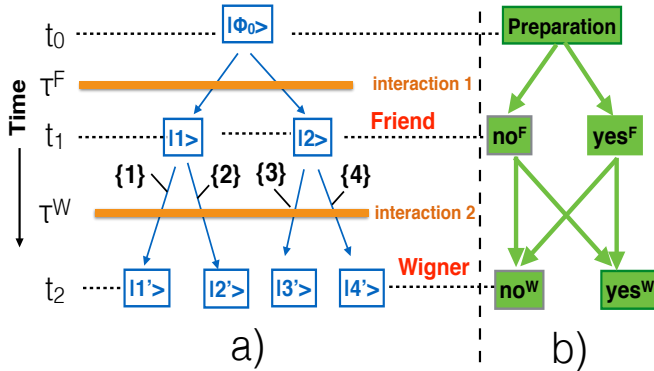 t₀ |Φ₀> Preparation
τᶠ interaction 1
Time
t₁ |1> |2> Friend noᶠ yesᶠ
{1} {2} {3} {4}
τᵂ interaction 2
Wigner
t₂ |1'> |2'> |3'> |4'> noᵂ yesᵂ
a) b)